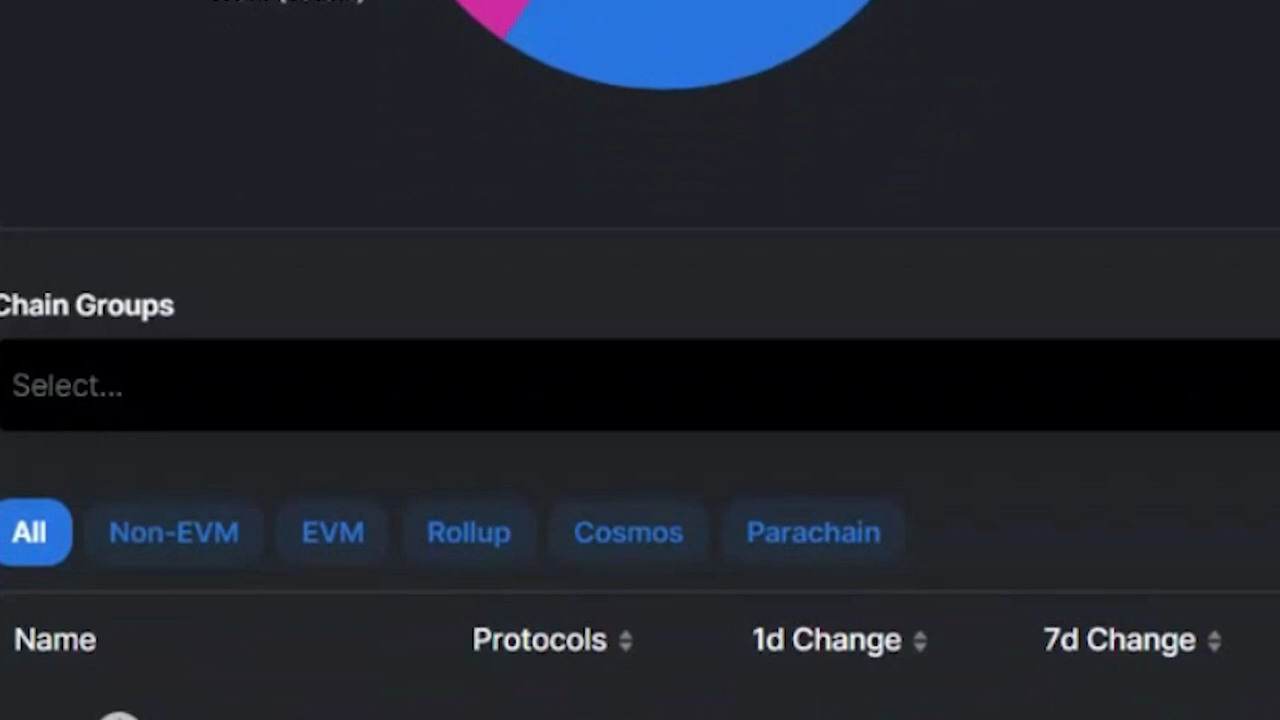 Chain Groups
Select...
All Non-EVM EVM Rollup Cosmos Parachain
Name Protocols 1d Change 7d Change